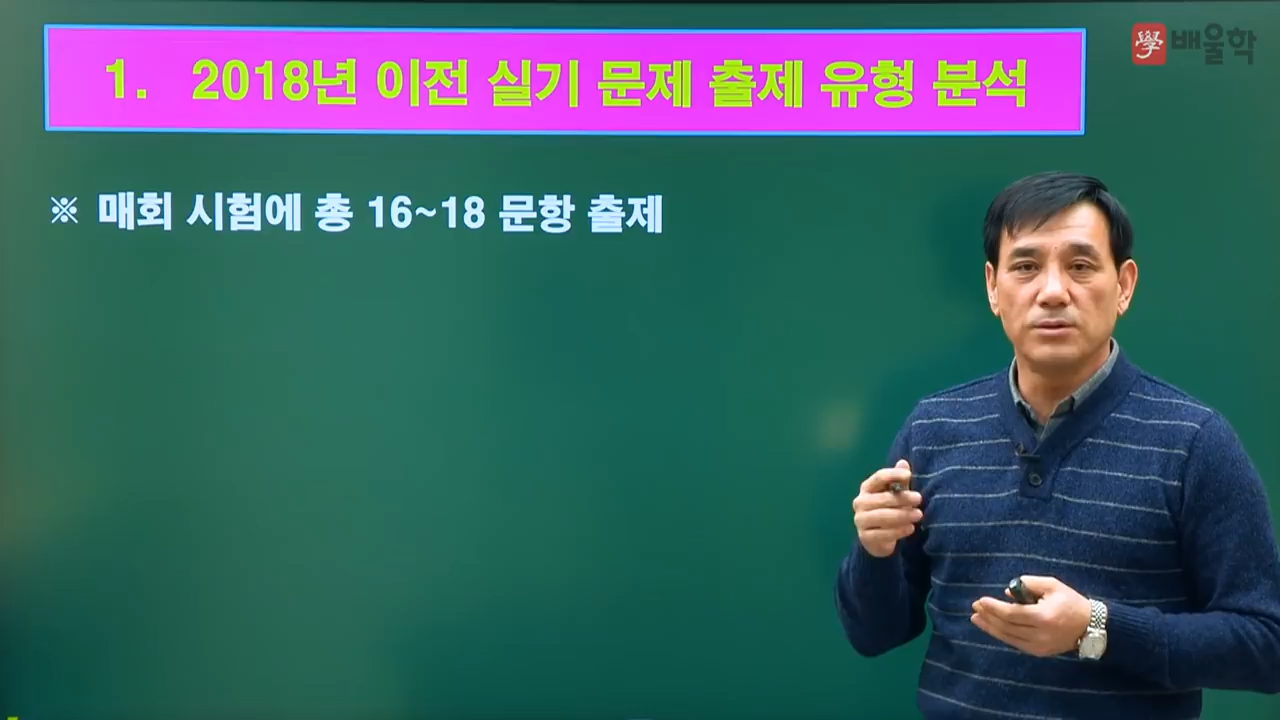 1. 2018년 이전 실기 문제 출제 유형 분석
學 배울학
※ 매회 시험에 총 16~18 문항 출제